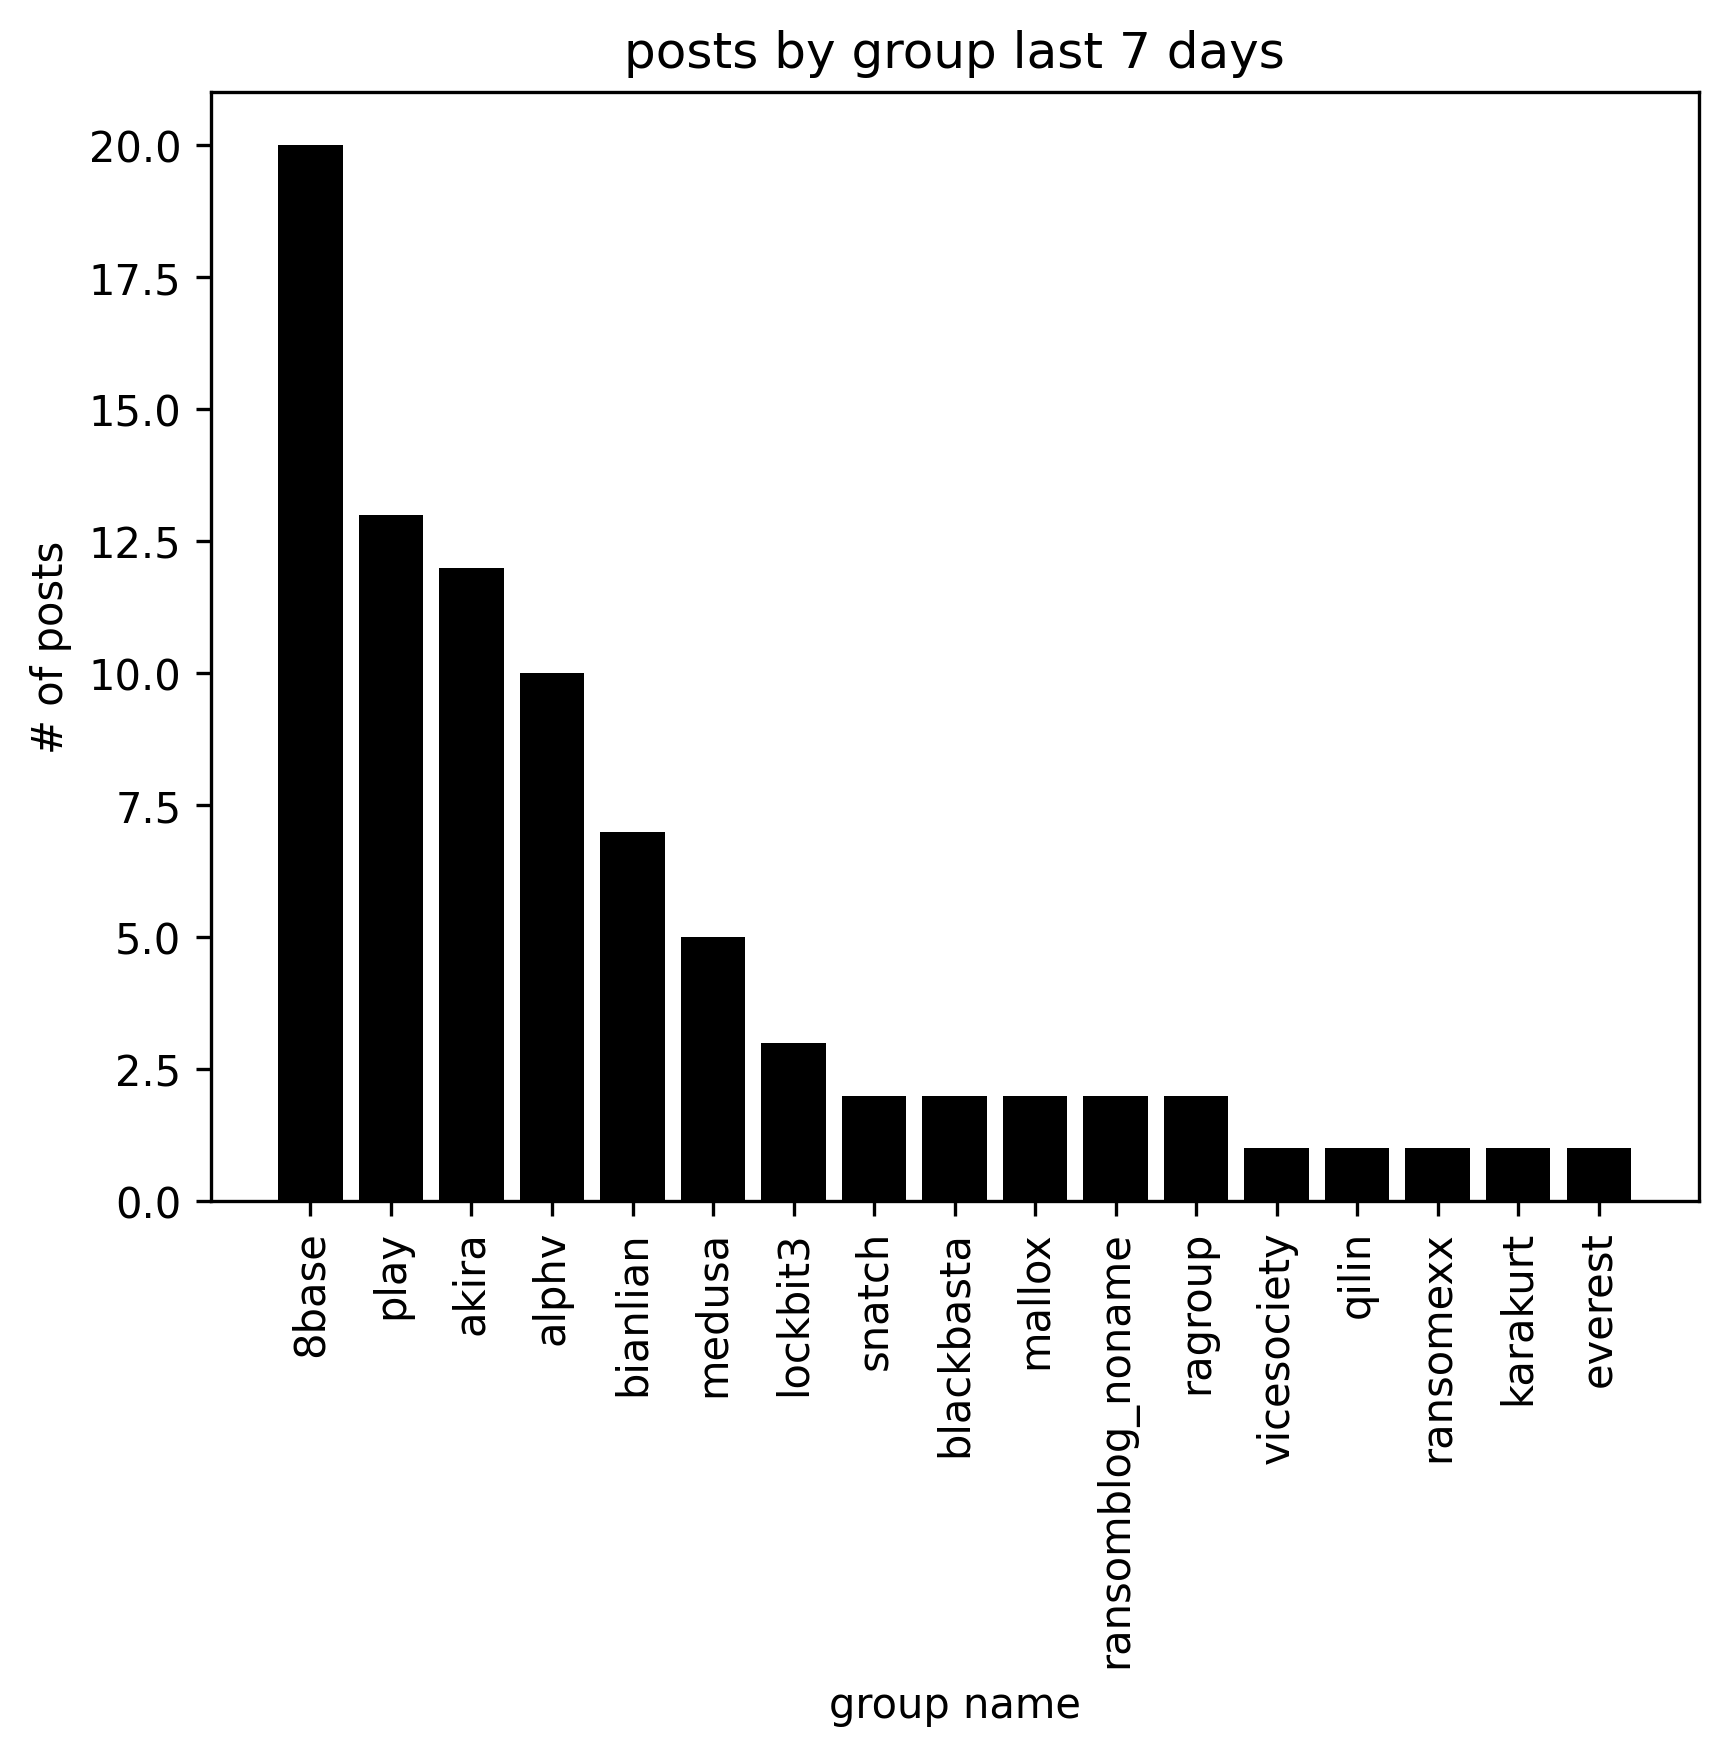 posts by group last 7 days
20.0
17.5
15.0
12.5
10.0
7.5
5.0
2.5
0.0
# of posts
8base
play
akira
alphv
bianlian
medusa
lockbit3
snatch
blackbasta
mallox
ransomblog_noname
ragroup
vicesociety
qilin
ransomexx
karakurt
everest
group name